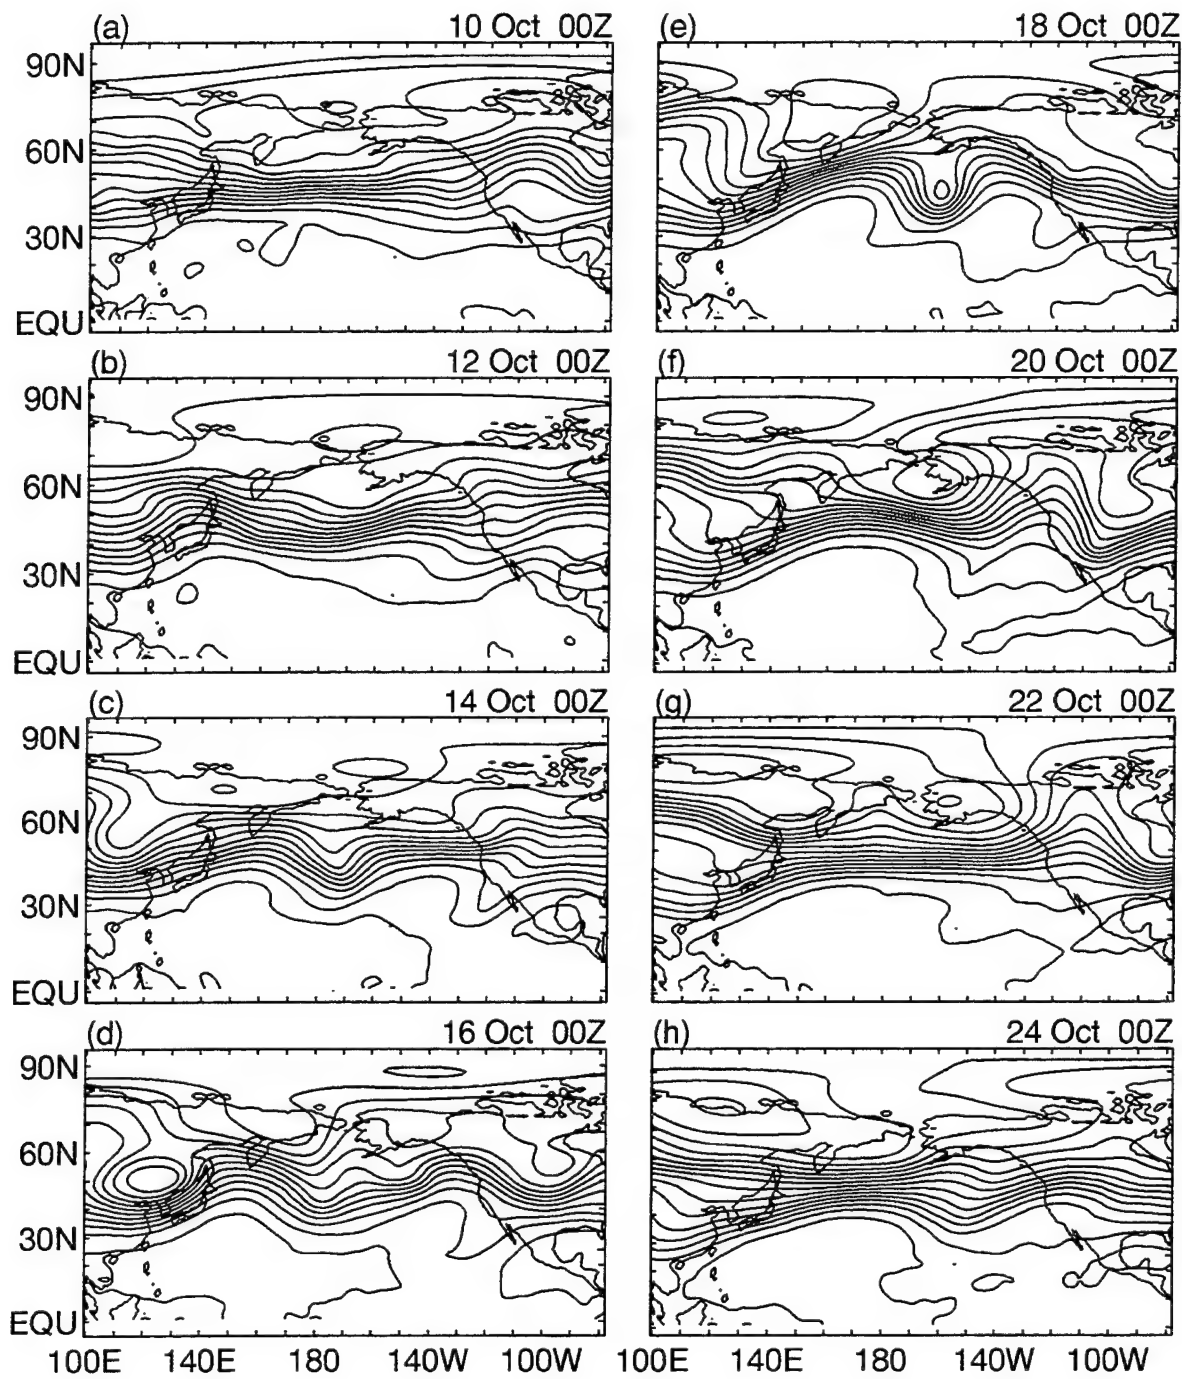 (a) 10 Oct 00Z
90N
60N
30N
EQU
(b) 12 Oct 00Z
90N
60N
30N
EQU
(c) 14 Oct 00Z
90N
60N
30N
EQU
(d) 16 Oct 00Z
90N
60N
30N
EQU
100E 140E 180 140W 100W
(e) 18 Oct 00Z
(f) 20 Oct 00Z
(g) 22 Oct 00Z
(h) 24 Oct 00Z
100E 140E 180 140W 100W